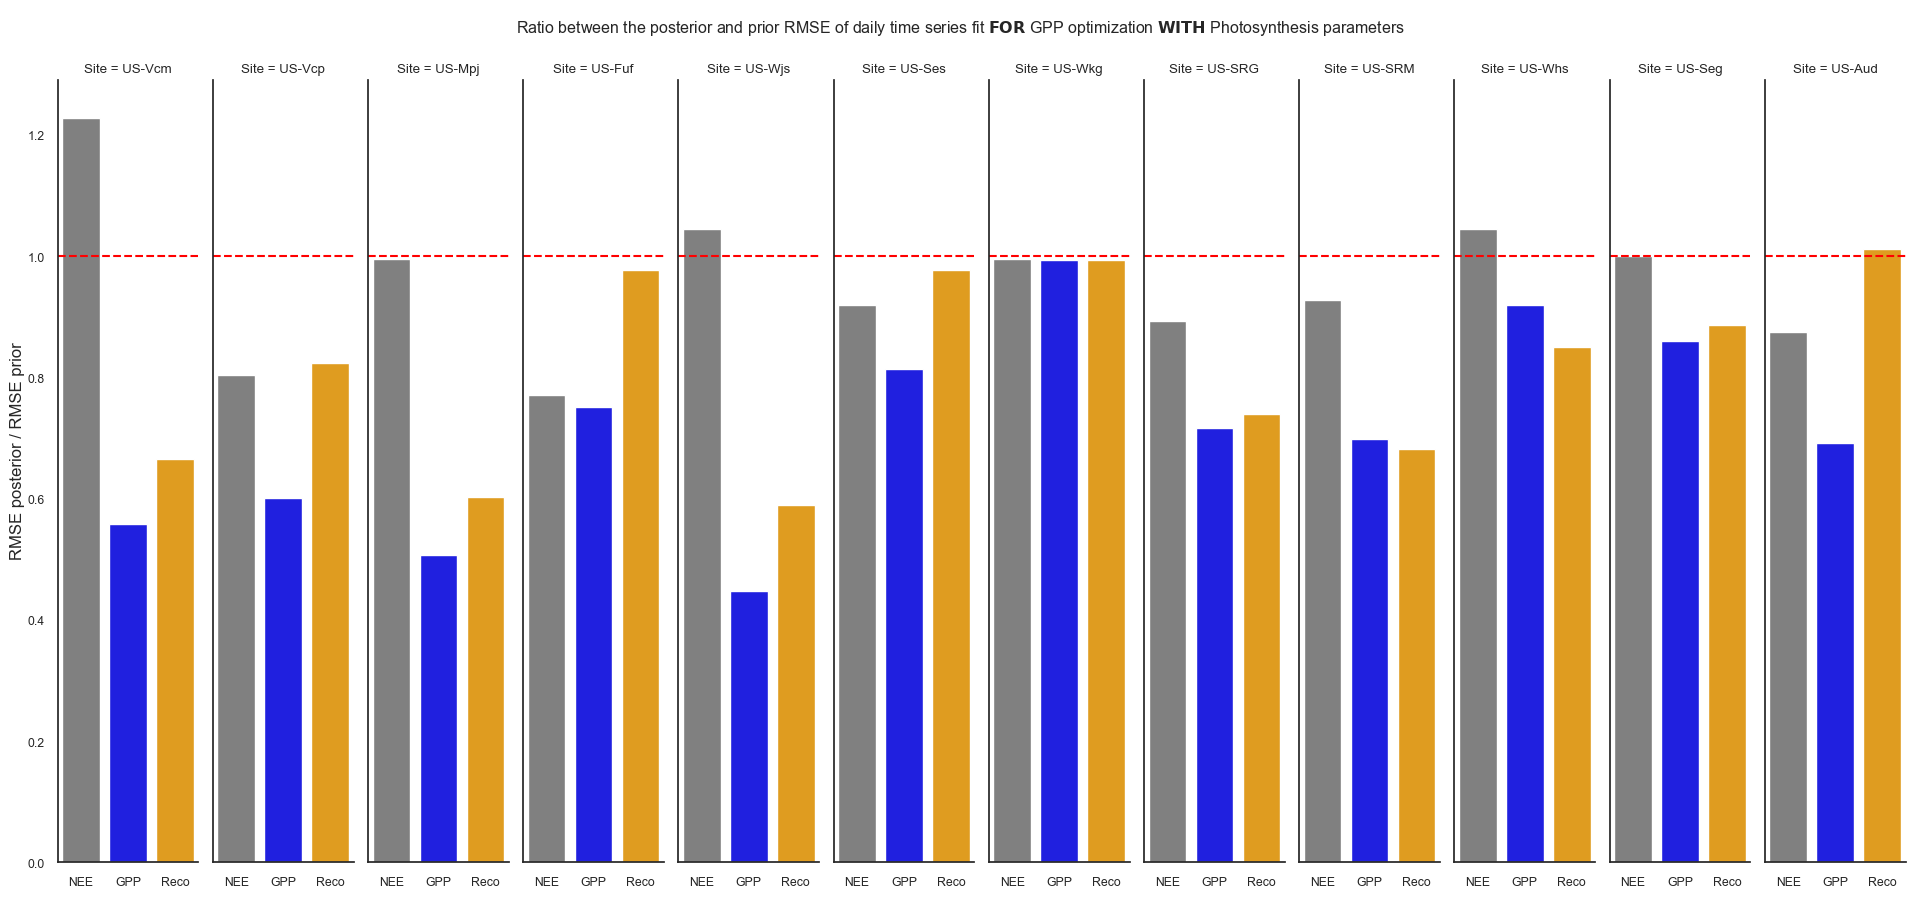 Ratio between the posterior and prior RMSE of daily time series fit FOR GPP optimization WITH Photosynthesis parameters
Site = US-Vcm
Site = US-Vcp
Site = US-Mpj
Site = US-Fuf
Site = US-Wjs
Site = US-Ses
Site = US-Wkg
Site = US-SRG
Site = US-SRM
Site = US-Whs
Site = US-Seg
Site = US-Aud
RMSE posterior / RMSE prior
1.2
1.0
0.8
0.6
0.4
0.2
0.0
NEE GPP Reco
NEE GPP Reco
NEE GPP Reco
NEE GPP Reco
NEE GPP Reco
NEE GPP Reco
NEE GPP Reco
NEE GPP Reco
NEE GPP Reco
NEE GPP Reco
NEE GPP Reco
NEE GPP Reco